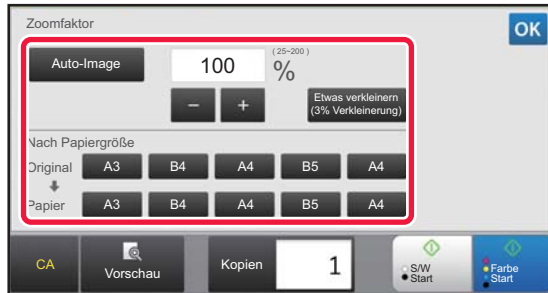 Zoomfaktor
OK
Auto-Image
100
(25~200)
%
−
+
Etwas verkleinern
(3% Verkleinerung)
Nach Papiergröße
Original A3 B4 A4 B5 A4
Papier A3 B4 A4 B5 A4
CA
Vorschau
Kopien
1
S/W
Start
Farbe
Start